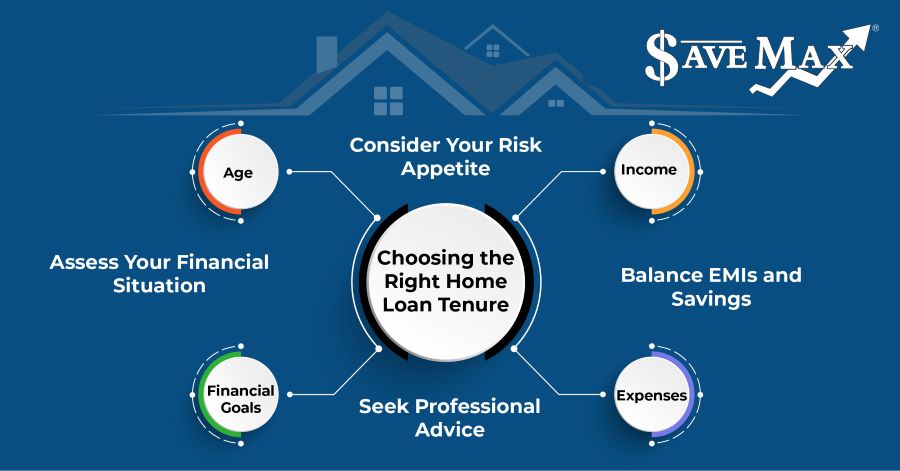 $AVE MAX®
Consider Your Risk
Appetite
Age
Income
Assess Your Financial
Situation
Choosing the
Right Home
Loan Tenure
Balance EMIs and
Savings
Financial
Goals
Seek Professional
Advice
Expenses